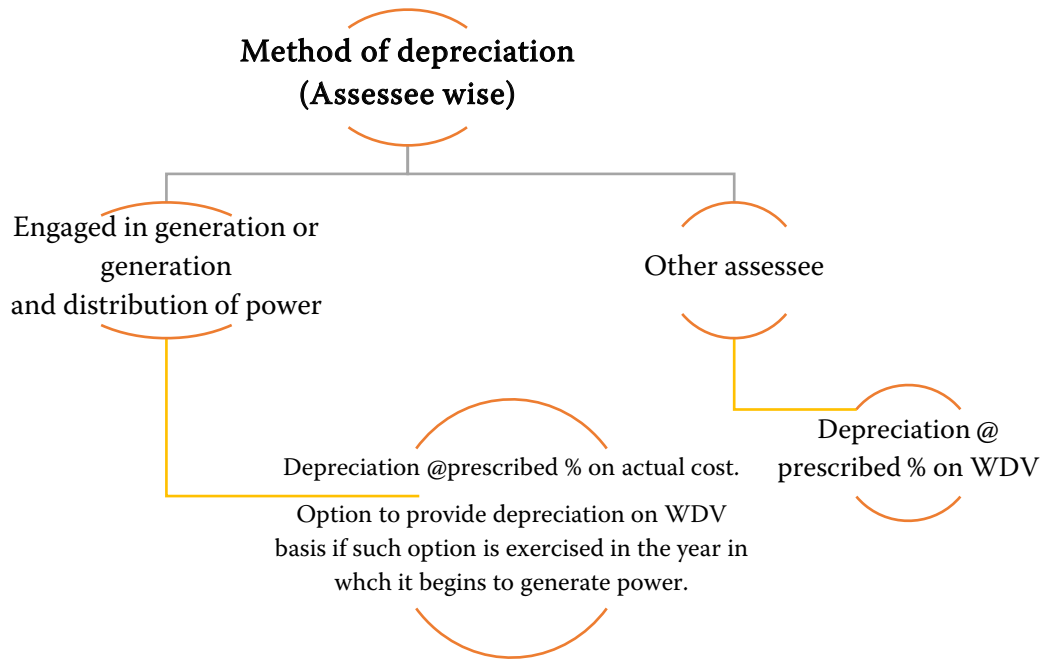 Method of depreciation
(Assessee wise)
Engaged in generation or
generation
and distribution of power
Other assessee
Depreciation @prescribed % on actual cost.
Option to provide depreciation on WDV
basis if such option is exercised in the year in
whch it begins to generate power.
Depreciation @
prescribed % on WDV